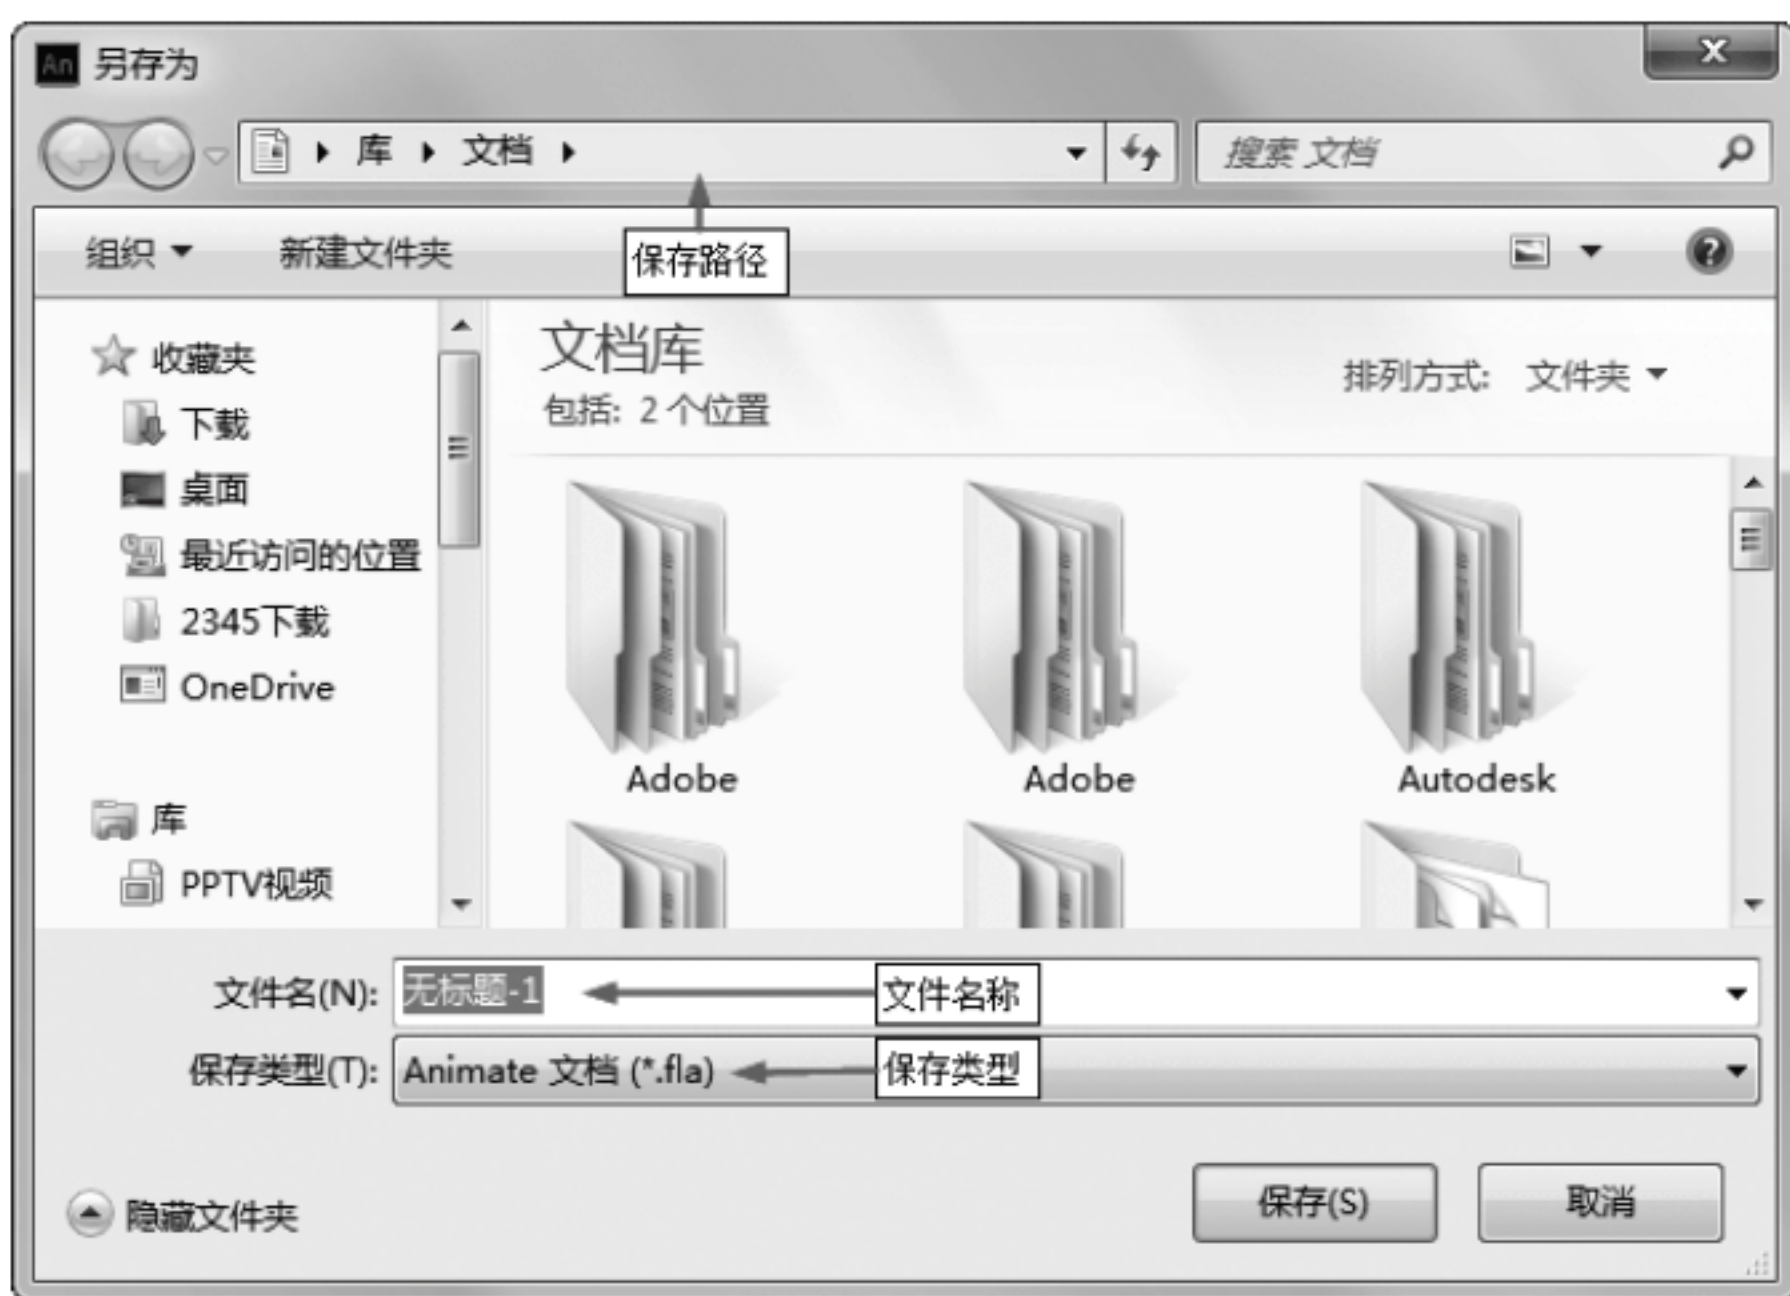 An 另存为
库 文档 搜索 文档
组织 新建文件夹 保存路径
收藏夹
下载
桌面
最近访问的位置
2345下载
OneDrive
库
PPTV视频
文档库
包括: 2 个位置
排列方式: 文件夹
Adobe Adobe Autodesk
文件名(N): 无标题-1 文件名称
保存类型(T): Animate 文档 (*.fla) 保存类型
隐藏文件夹 保存(S) 取消